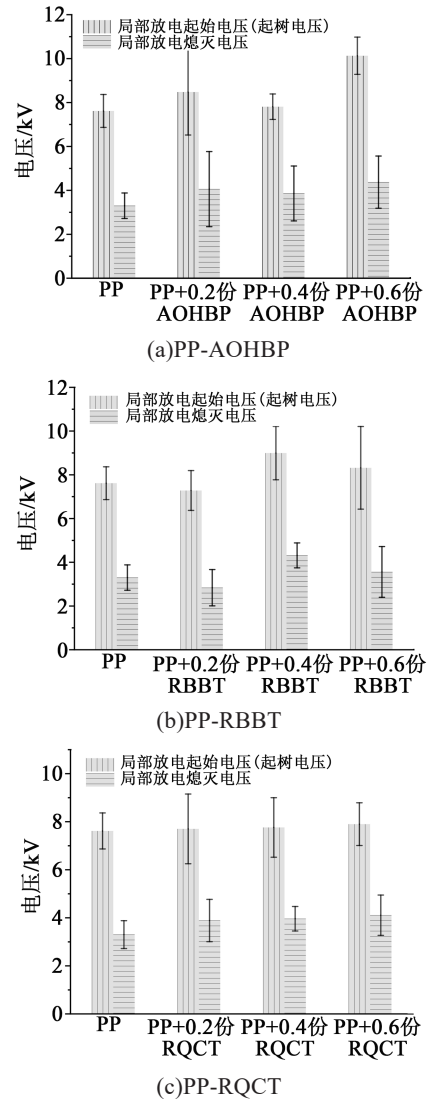 12
10
8
6
4
2
0
电压/kV
局部放电起始电压(起树电压)
局部放电熄灭电压
PP
PP+0.2份
AOHBP
PP+0.4份
AOHBP
PP+0.6份
AOHBP
(a)PP-AOHBP
12
10
8
6
4
2
0
电压/kV
局部放电起始电压(起树电压)
局部放电熄灭电压
PP
PP+0.2份
RBBT
PP+0.4份
RBBT
PP+0.6份
RBBT
(b)PP-RBBT
10
8
6
4
2
0
电压/kV
局部放电起始电压(起树电压)
局部放电熄灭电压
PP
PP+0.2份
RQCT
PP+0.4份
RQCT
PP+0.6份
RQCT
(c)PP-RQCT